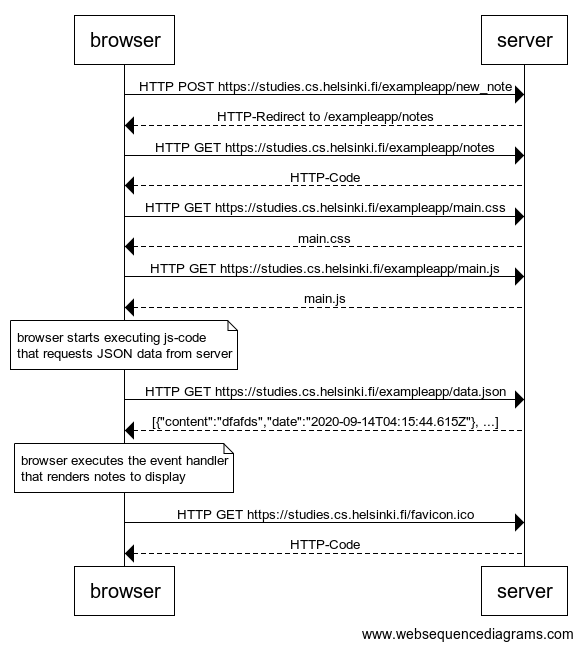 browser
server
HTTP POST https://studies.cs.helsinki.fi/exampleapp/new_note
HTTP-Redirect to /exampleapp/notes
HTTP GET https://studies.cs.helsinki.fi/exampleapp/notes
HTTP-Code
HTTP GET https://studies.cs.helsinki.fi/exampleapp/main.css
main.css
HTTP GET https://studies.cs.helsinki.fi/exampleapp/main.js
main.js
browser starts executing js-code
that requests JSON data from server
HTTP GET https://studies.cs.helsinki.fi/exampleapp/data.json
[{"content":"dfafds","date":"2020-09-14T04:15:44.615Z"}, ...]
browser executes the event handler
that renders notes to display
HTTP GET https://studies.cs.helsinki.fi/favicon.ico
HTTP-Code
browser
server
www.websequencediagrams.com